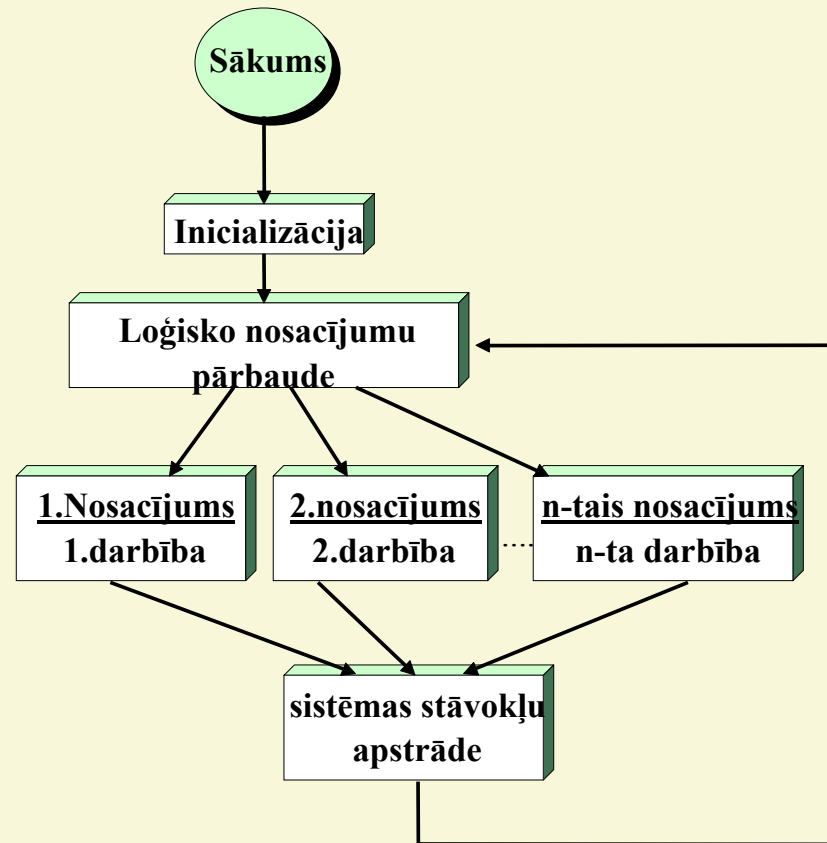 Sākums
Inicializācija
Loģisko nosacījumu
pārbaude
1.Nosacījums
1.darbība
2.nosacījums
2.darbība
n-tais nosacījums
n-ta darbība
sistēmas stāvokļu
apstrāde